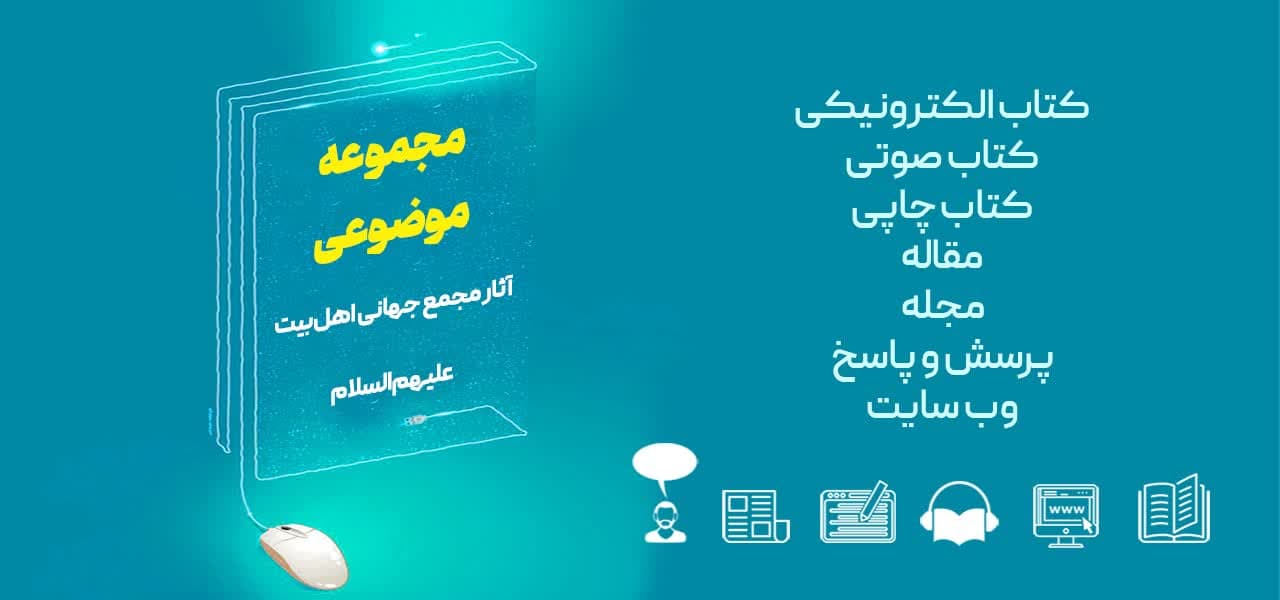 کتاب الکترونیکی
کتاب صوتی
کتاب چاپی
مقاله
مجله
پرسش و پاسخ
وب سایت
مجموعه
موضوعی
آثار مجمع جهانی اهل‌بیت
علیهم‌السلام
www